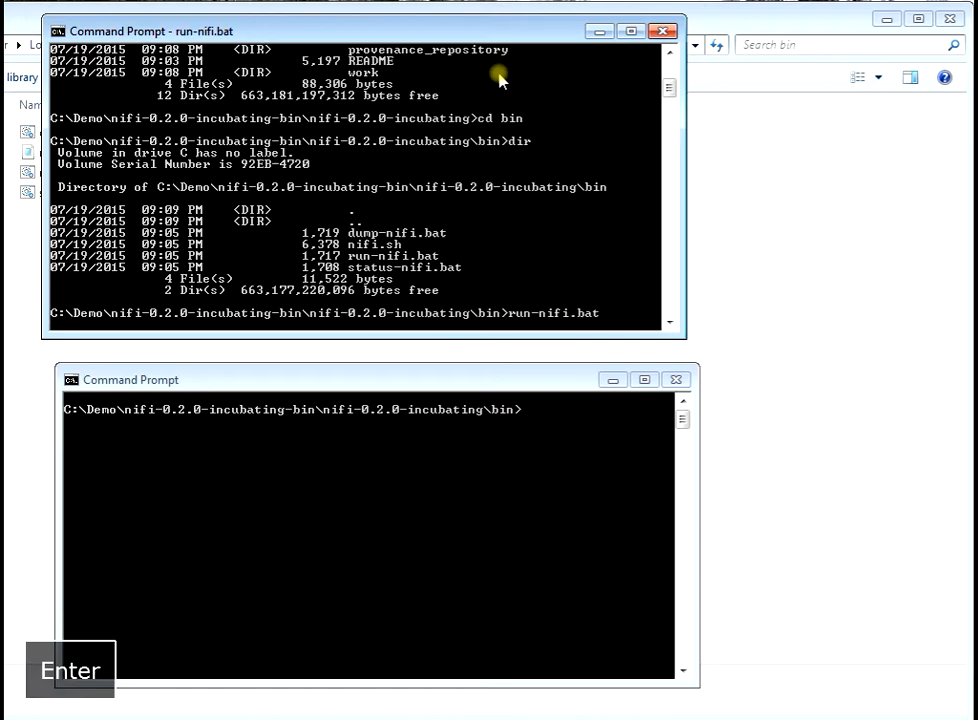 Command Prompt - run-nifi.bat
Search bin
library
07/19/2015 09:08 PM <DIR> provenance_repository
07/19/2015 09:03 PM 5,197 README
07/19/2015 09:08 PM <DIR> work
4 File(s) 88,306 bytes
12 Dir(s) 663,181,197,312 bytes free
C:\Demo\nifi-0.2.0-incubating-bin\nifi-0.2.0-incubating>cd bin
C:\Demo\nifi-0.2.0-incubating-bin\nifi-0.2.0-incubating\bin>dir
Volume in drive C has no label.
Volume Serial Number is 92EB-4720
Directory of C:\Demo\nifi-0.2.0-incubating-bin\nifi-0.2.0-incubating\bin
07/19/2015 09:09 PM <DIR> .
07/19/2015 09:09 PM <DIR> ..
07/19/2015 09:05 PM 1,719 dump-nifi.bat
07/19/2015 09:05 PM 6,378 nifi.sh
07/19/2015 09:05 PM 1,717 run-nifi.bat
07/19/2015 09:05 PM 1,708 status-nifi.bat
4 File(s) 11,522 bytes
2 Dir(s) 663,177,220,096 bytes free
C:\Demo\nifi-0.2.0-incubating-bin\nifi-0.2.0-incubating\bin>run-nifi.bat
Command Prompt
C:\Demo\nifi-0.2.0-incubating-bin\nifi-0.2.0-incubating\bin>
Enter